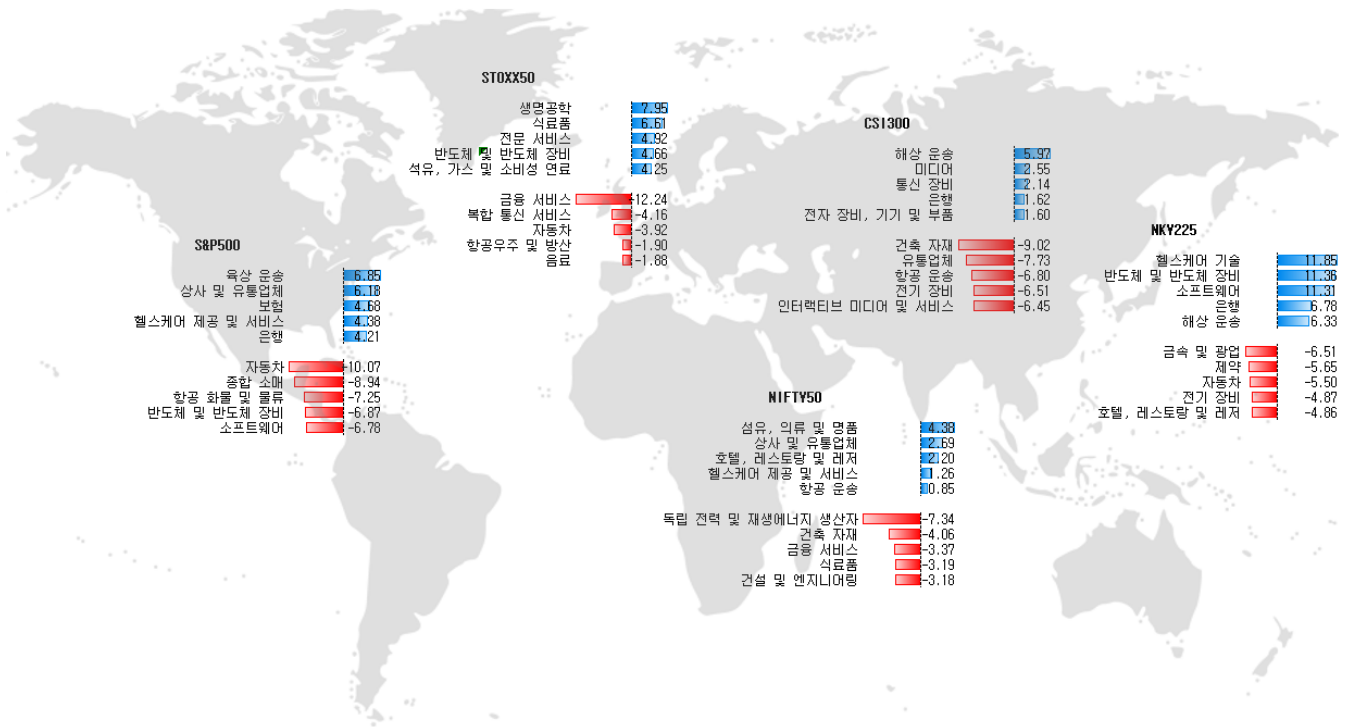 STOXX50
생명공학 7.95
식료품 6.61
전문 서비스 4.92
반도체 및 반도체 장비 4.66
석유, 가스 및 소비성 연료 4.25
금융 서비스 -12.24
복합 통신 서비스 -4.16
자동차 -3.92
항공우주 및 방산 -1.90
음료 -1.88
CSI300
해상 운송 5.97
미디어 2.55
통신 장비 2.14
은행 1.62
전자 장비, 기기 및 부품 1.60
건축 자재 -9.02
유통업체 -7.73
항공 운송 -6.80
전기 장비 -6.51
인터랙티브 미디어 및 서비스 -6.45
S&P500
육상 운송 6.85
상사 및 유통업체 6.18
보험 4.68
헬스케어 제공 및 서비스 4.38
은행 4.21
자동차 -10.07
종합 소매 -8.94
항공 화물 및 물류 -7.25
반도체 및 반도체 장비 -6.87
소프트웨어 -6.78
NKY225
헬스케어 기술 11.85
반도체 및 반도체 장비 11.36
소프트웨어 11.31
은행 6.78
해상 운송 6.33
금속 및 광업 -6.51
제약 -5.65
자동차 -5.50
전기 장비 -4.87
호텔, 레스토랑 및 레저 -4.86
NIFTY50
섬유, 의류 및 명품 4.38
상사 및 유통업체 2.69
호텔, 레스토랑 및 레저 2.20
헬스케어 제공 및 서비스 1.26
항공 운송 0.85
독립 전력 및 재생에너지 생산자 -7.34
건축 자재 -4.06
금융 서비스 -3.37
식료품 -3.19
건설 및 엔지니어링 -3.18